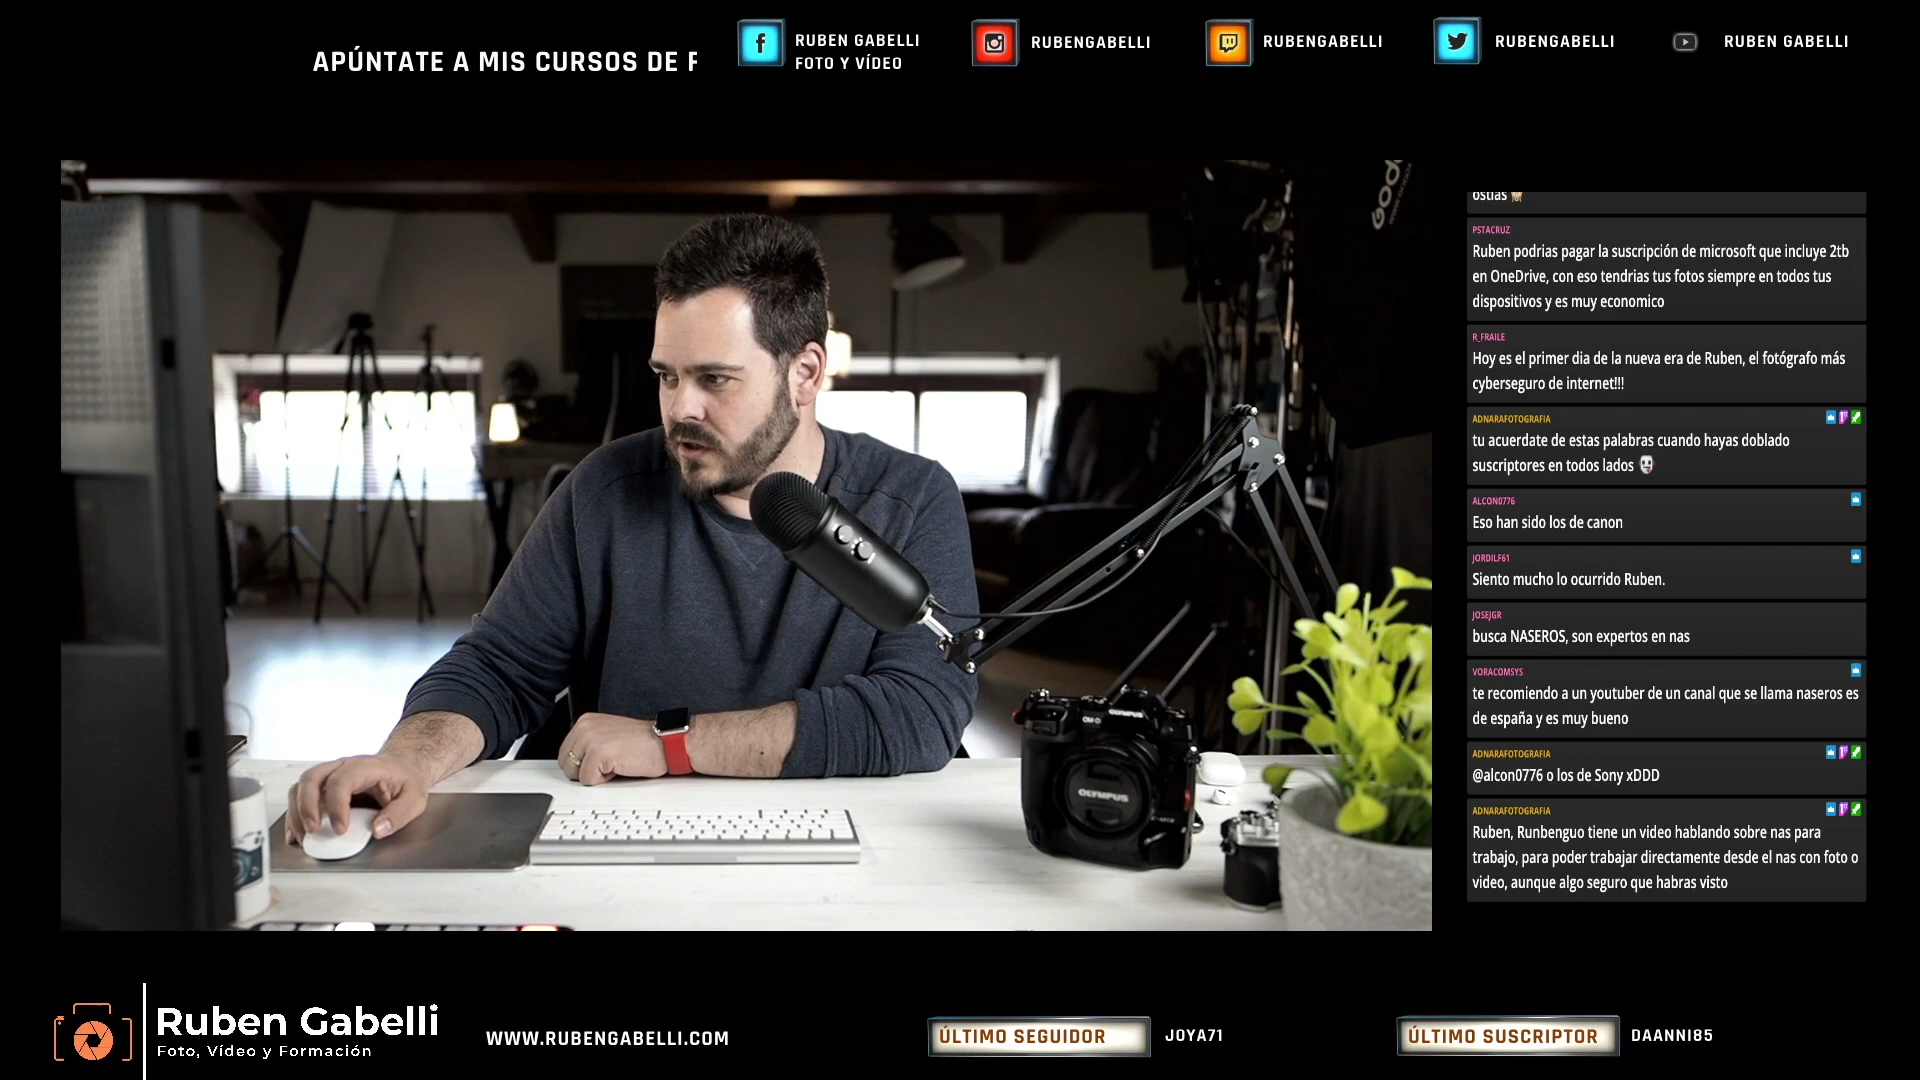 APÚNTATE A MIS CURSOS DE F
RUBEN GABELLI
FOTO Y VÍDEO
RUBENGABELLI
RUBENGABELLI
RUBENGABELLI
RUBEN GABELLI
ostias
PSTACRUZ
Ruben podrias pagar la suscripción de microsoft que incluye 2tb
en OneDrive, con eso tendrias tus fotos siempre en todos tus
dispositivos y es muy economico
R_FRAILE
Hoy es el primer dia de la nueva era de Ruben, el fotógrafo más
cyberseguro de internet!!!
ADNARAFOTOGRAFIA
tu acuerdate de estas palabras cuando hayas doblado
suscriptores en todos lados
ALCON0776
Eso han sido los de canon
JORDILF61
Siento mucho lo ocurrido Ruben.
JOSEJGR
busca NASEROS, son expertos en nas
VORACOMSYS
te recomiendo a un youtuber de un canal que se llama naseros es
de españa y es muy bueno
ADNARAFOTOGRAFIA
@alcon0776 o los de Sony xDDD
ADNARAFOTOGRAFIA
Ruben, Runbenguo tiene un video hablando sobre nas para
trabajo, para poder trabajar directamente desde el nas con foto o
video, aunque algo seguro que habras visto
OLYMPUS
OM-D
OLYMPUS
Ruben Gabelli
Foto, Vídeo y Formación
WWW.RUBENGABELLI.COM
ÚLTIMO SEGUIDOR
JOYA71
ÚLTIMO SUSCRIPTOR
DAANNI85